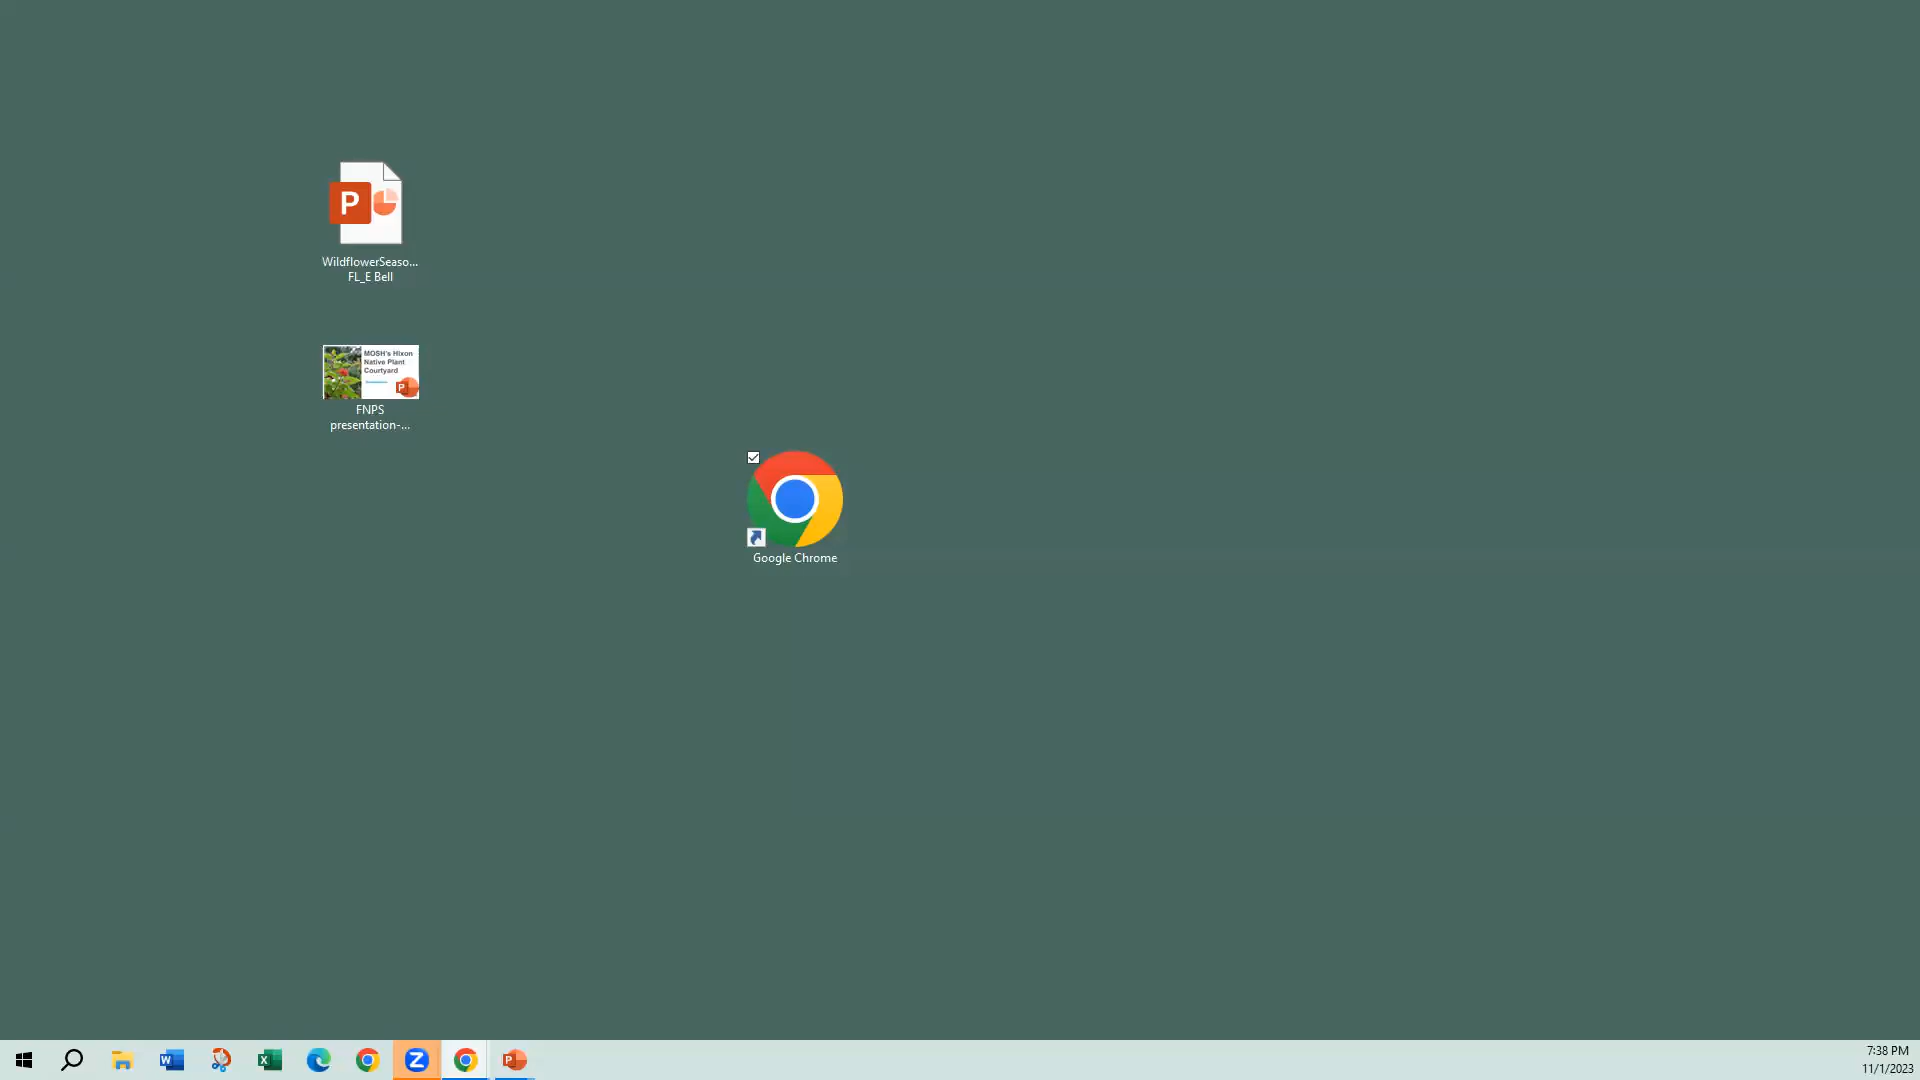 P
WildflowerSeaso...
FL_E Bell
MOSH's Hixon
Native Plant
Courtyard
P
FNPS
presentation-...
Google Chrome
W
X
Z
P
7:38 PM
11/1/2023